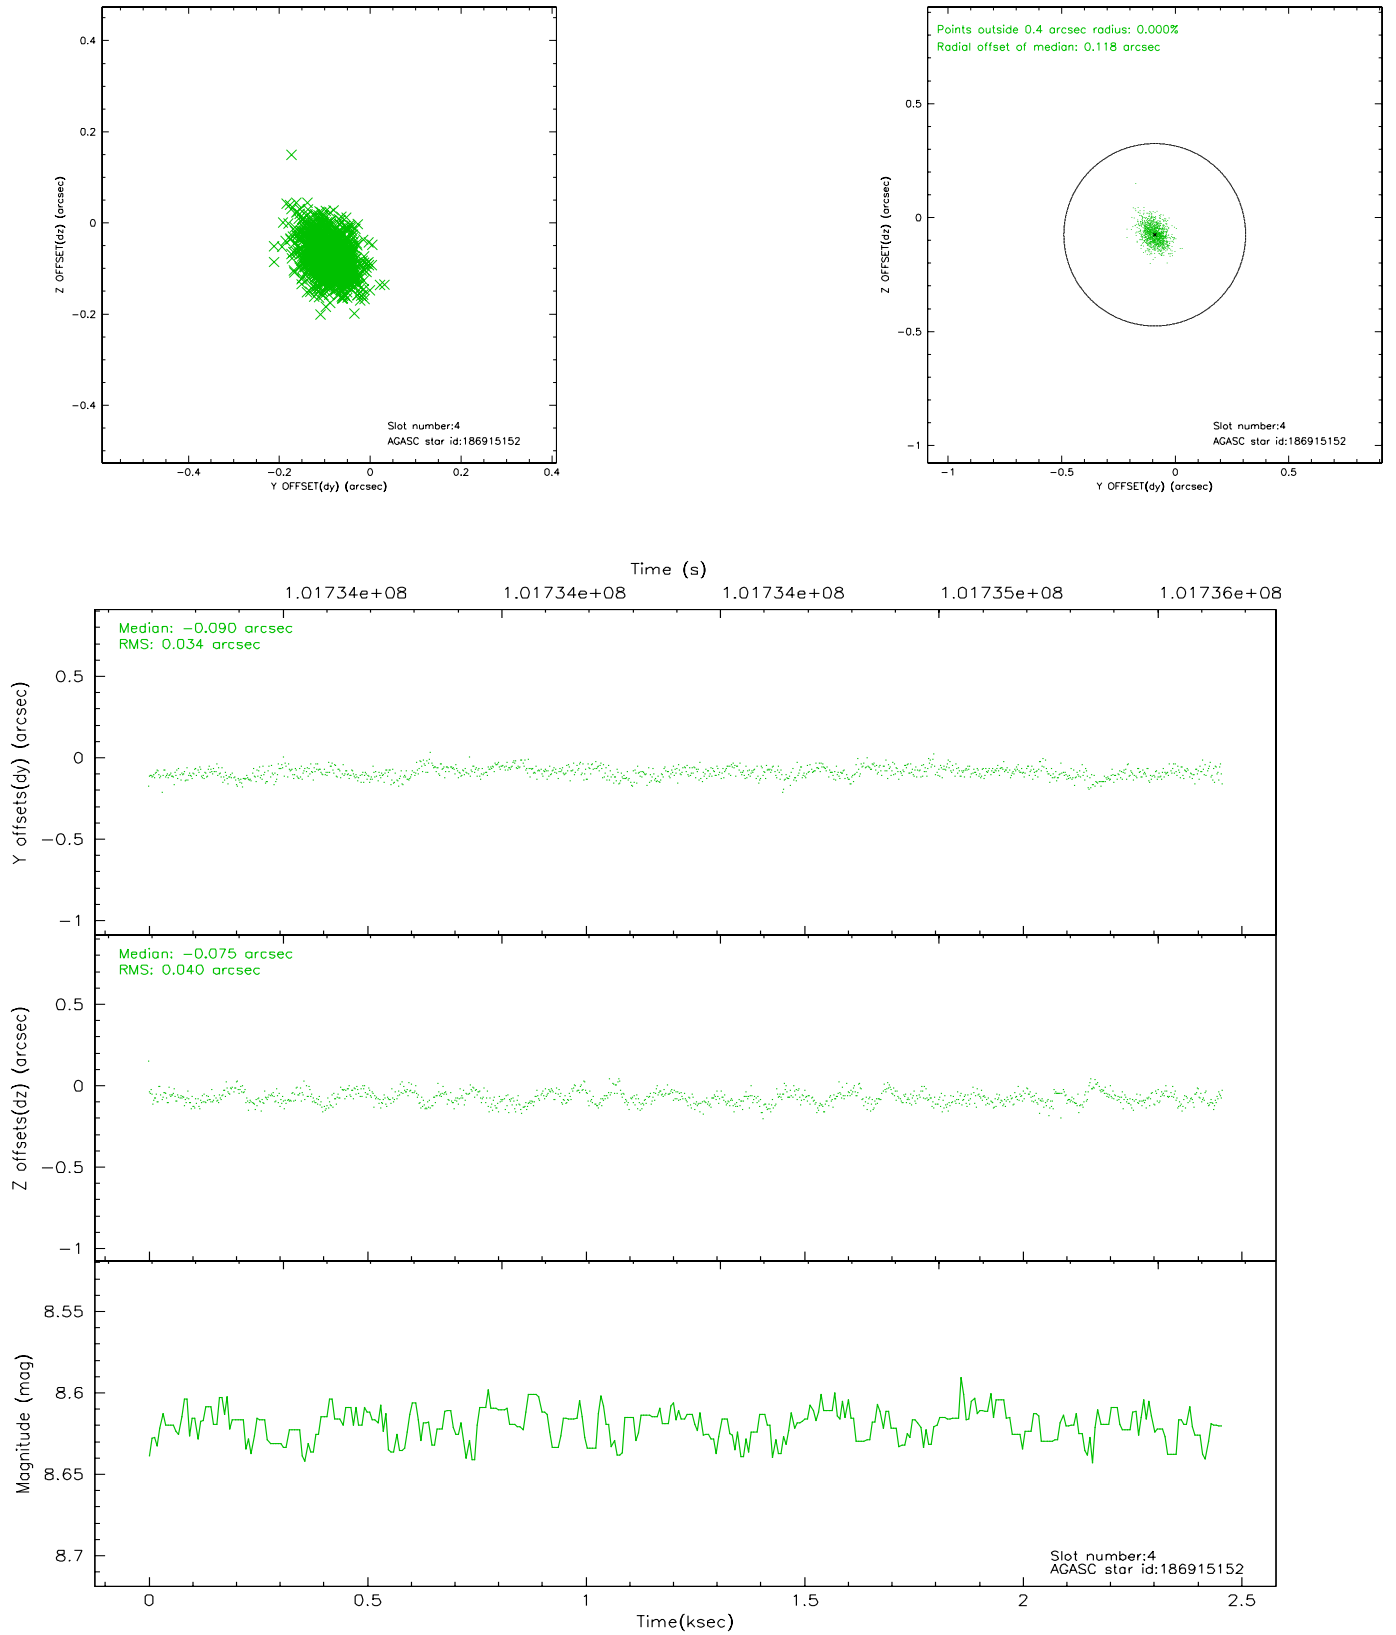 0.4
0.2
0
−0.2
−0.4
Z OFFSET(dz) (arcsec)
−0.4 −0.2 0 0.2 0.4
Y OFFSET(dy) (arcsec)
Slot number:4
AGASC star id:186915152
Points outside 0.4 arcsec radius: 0.000%
Radial offset of median: 0.118 arcsec
0.5
0
−0.5
−1
Z OFFSET(dz) (arcsec)
−1 −0.5 0 0.5
Y OFFSET(dy) (arcsec)
Slot number:4
AGASC star id:186915152
Time (s)
1.01734e+08 1.01734e+08 1.01734e+08 1.01735e+08 1.01736e+08
Median: −0.090 arcsec
RMS: 0.034 arcsec
0.5
0
−0.5
−1
Y offsets(dy) (arcsec)
Median: −0.075 arcsec
RMS: 0.040 arcsec
0.5
0
−0.5
−1
Z offsets(dz) (arcsec)
8.55
8.6
8.65
8.7
Magnitude (mag)
Slot number:4
AGASC star id:186915152
0 0.5 1 1.5 2 2.5
Time(ksec)